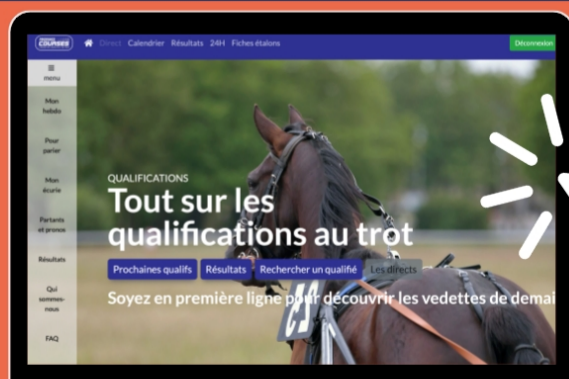 COURSES
Direct Calendrier Résultats 24H Fiches étalons
Déconnexion
menu
Mon
hebdo
Pour
parier
Mon
écurie
Partants
et pronos
Résultats
Qui
sommes-
nous
FAQ
QUALIFICATIONS
Tout sur les
qualifications au trot
Prochaines qualifs Résultats Rechercher un qualifié Les directs
Soyez en première ligne pour découvrir les vedettes de demai